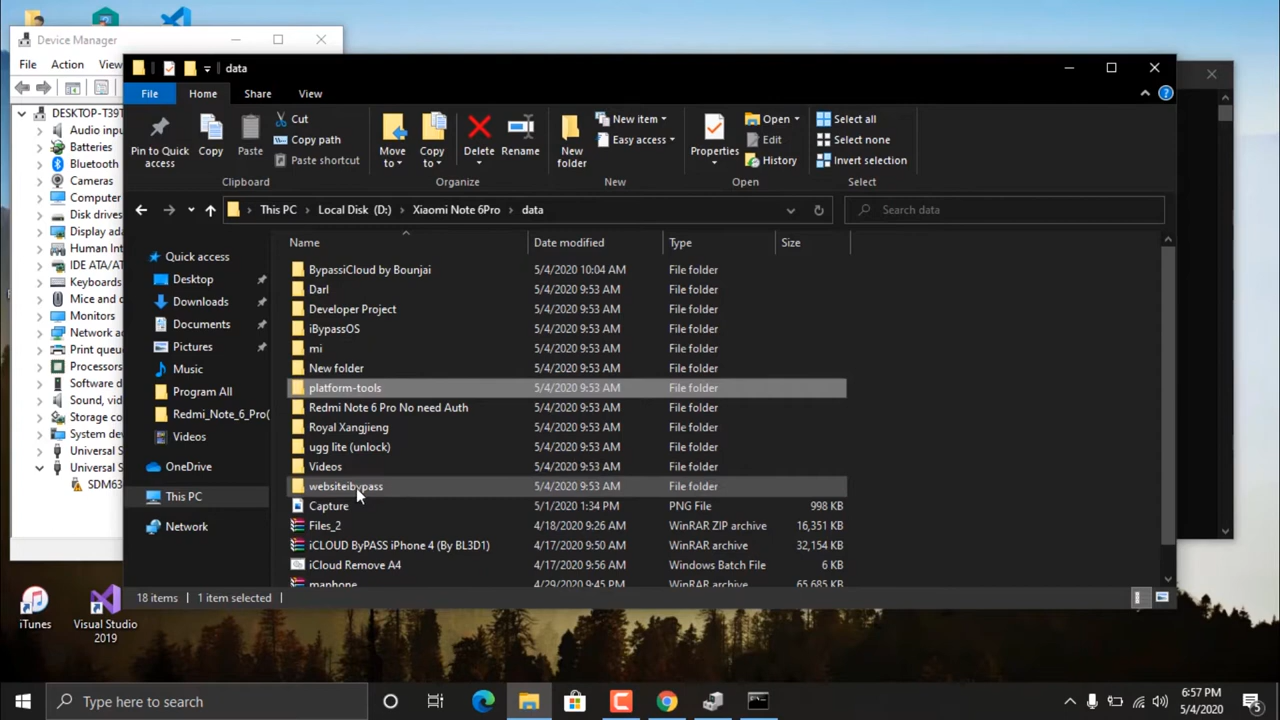 Device Manager
File Action View
DESKTOP-T39T
Audio inpu
Batteries
Bluetooth
Cameras
Computer
Disk drives
Display ada
Human Int
IDE ATA/AT
Keyboards
Mice and o
Monitors
Network ad
Print queue
Processors
Software d
Sound, vid
Storage co
System dev
Universal S
Universal S
SDM63
data
File Home Share View
Pin to Quick access
Copy
Paste
Cut
Copy path
Paste shortcut
Clipboard
Move to
Copy to
Delete
Rename
Organize
New folder
New item
Easy access
New
Properties
Open
Edit
History
Open
Select all
Select none
Invert selection
Select
This PC > Local Disk (D:) > Xiaomi Note 6Pro > data
Search data
Quick access
Desktop
Downloads
Documents
Pictures
Music
Program All
Redmi_Note_6_Pro(
Videos
OneDrive
This PC
Network
Name Date modified Type Size
BypassiCloud by Bounjai 5/4/2020 10:04 AM File folder
Darl 5/4/2020 9:53 AM File folder
Developer Project 5/4/2020 9:53 AM File folder
iBypassOS 5/4/2020 9:53 AM File folder
mi 5/4/2020 9:53 AM File folder
New folder 5/4/2020 9:53 AM File folder
platform-tools 5/4/2020 9:53 AM File folder
Redmi Note 6 Pro No need Auth 5/4/2020 9:53 AM File folder
Royal Xangjieng 5/4/2020 9:53 AM File folder
ugg lite (unlock) 5/4/2020 9:53 AM File folder
Videos 5/4/2020 9:53 AM File folder
websiteibypass 5/4/2020 9:53 AM File folder
Capture 5/1/2020 1:34 PM PNG File 998 KB
Files_2 4/18/2020 9:26 AM WinRAR ZIP archive 16,351 KB
iCLOUD ByPASS iPhone 4 (By BL3D1) 4/17/2020 9:50 AM WinRAR archive 32,154 KB
iCloud Remove A4 4/17/2020 9:56 AM Windows Batch File 6 KB
manhone 4/29/2020 9:45 PM WinRAR archive 65,685 KB
18 items 1 item selected
iTunes
Visual Studio 2019
Type here to search
6:57 PM
5/4/2020
5